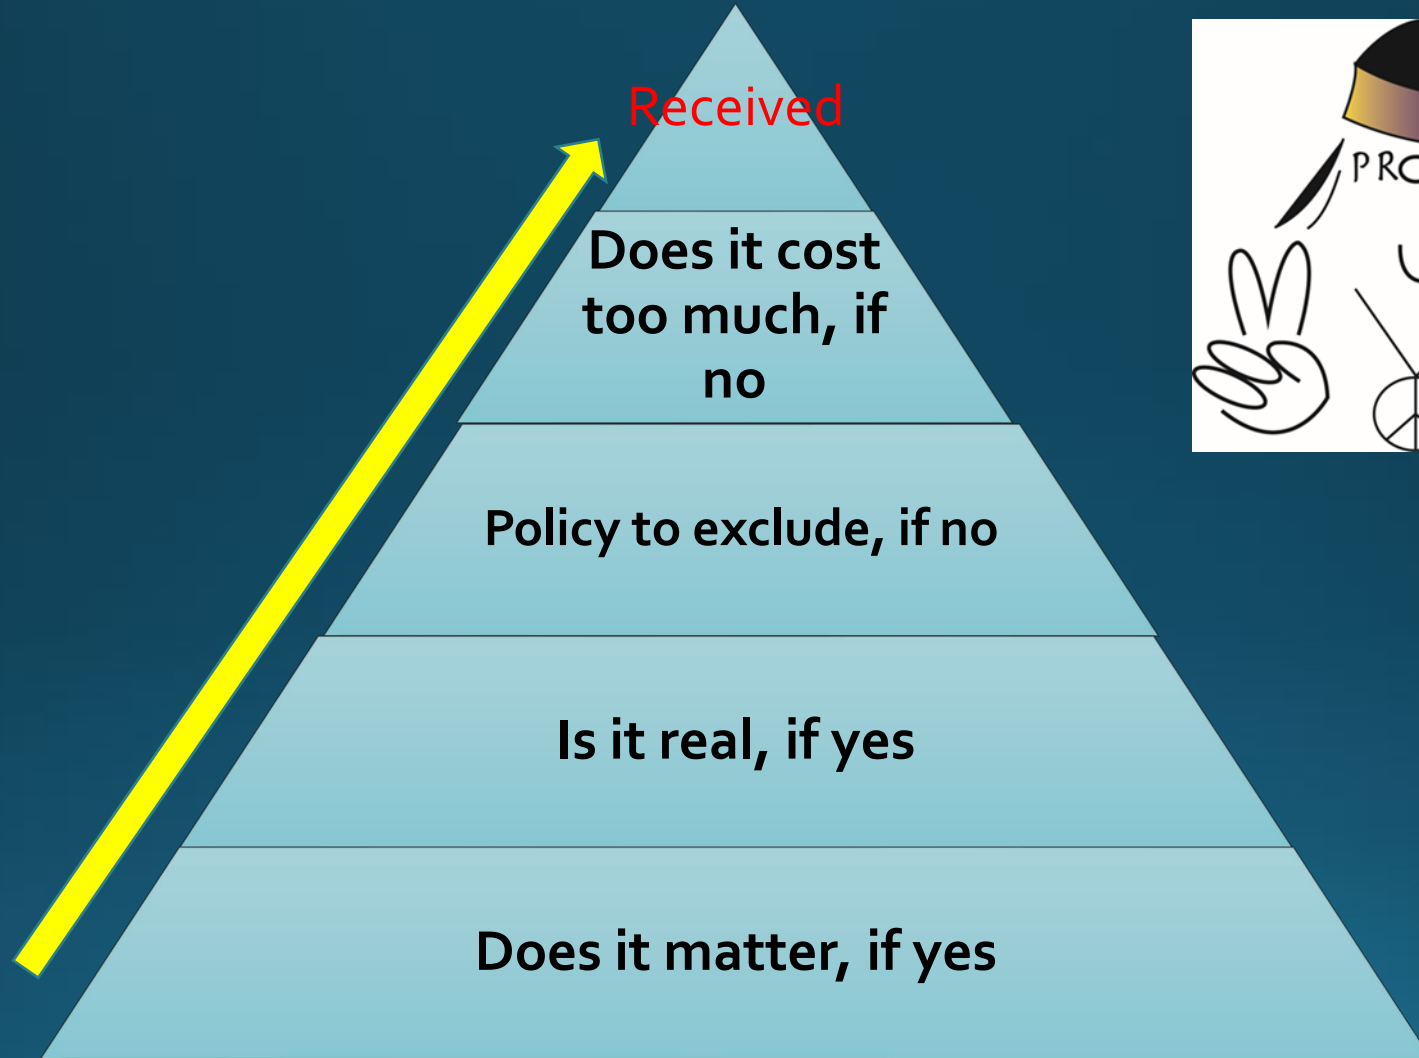 Received
Does it cost
too much, if
no
Policy to exclude, if no
Is it real, if yes
Does it matter, if yes